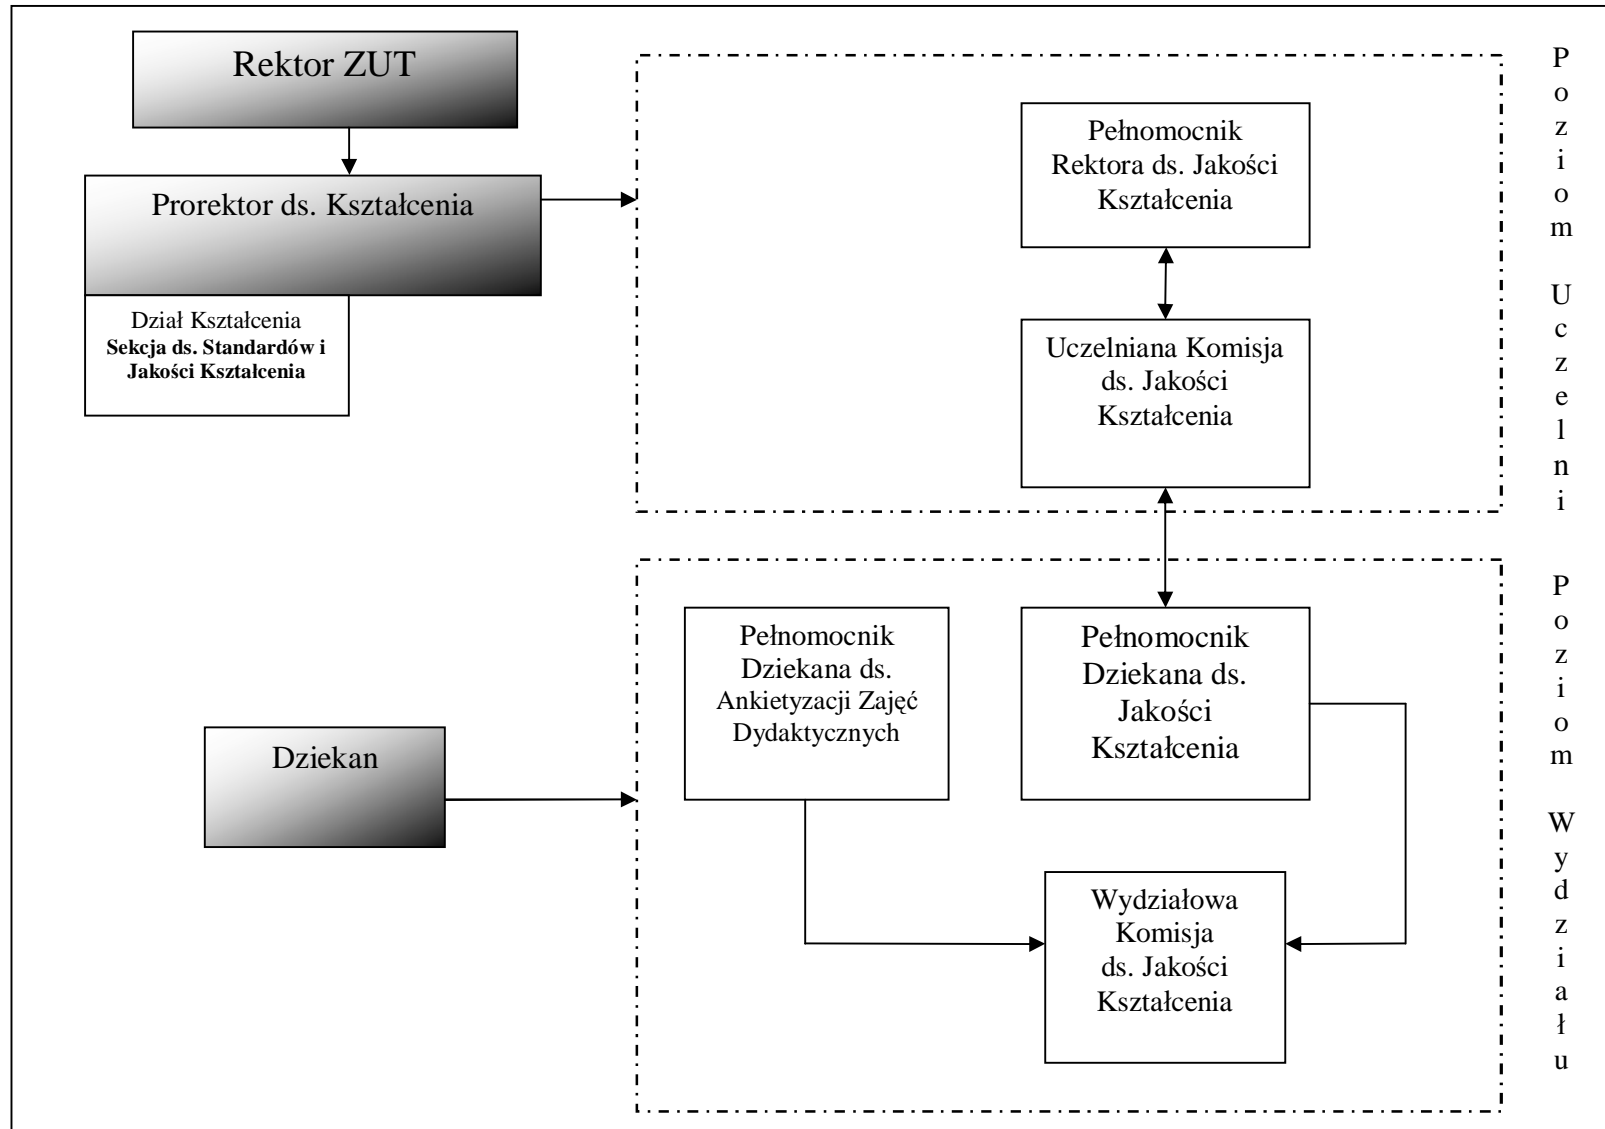 Rektor ZUT
Prorektor ds. Kształcenia
Dział Kształcenia
Sekcja ds. Standardów i
Jakości Kształcenia
Pełnomocnik
Rektora ds. Jakości
Kształcenia
Uczelniana Komisja
ds. Jakości
Kształcenia
Poziom Uczelni
Dziekan
Pełnomocnik
Dziekana ds.
Ankietyzacji Zajęć
Dydaktycznych
Pełnomocnik
Dziekana ds.
Jakości
Kształcenia
Wydziałowa
Komisja
ds. Jakości
Kształcenia
Poziom Wydziału